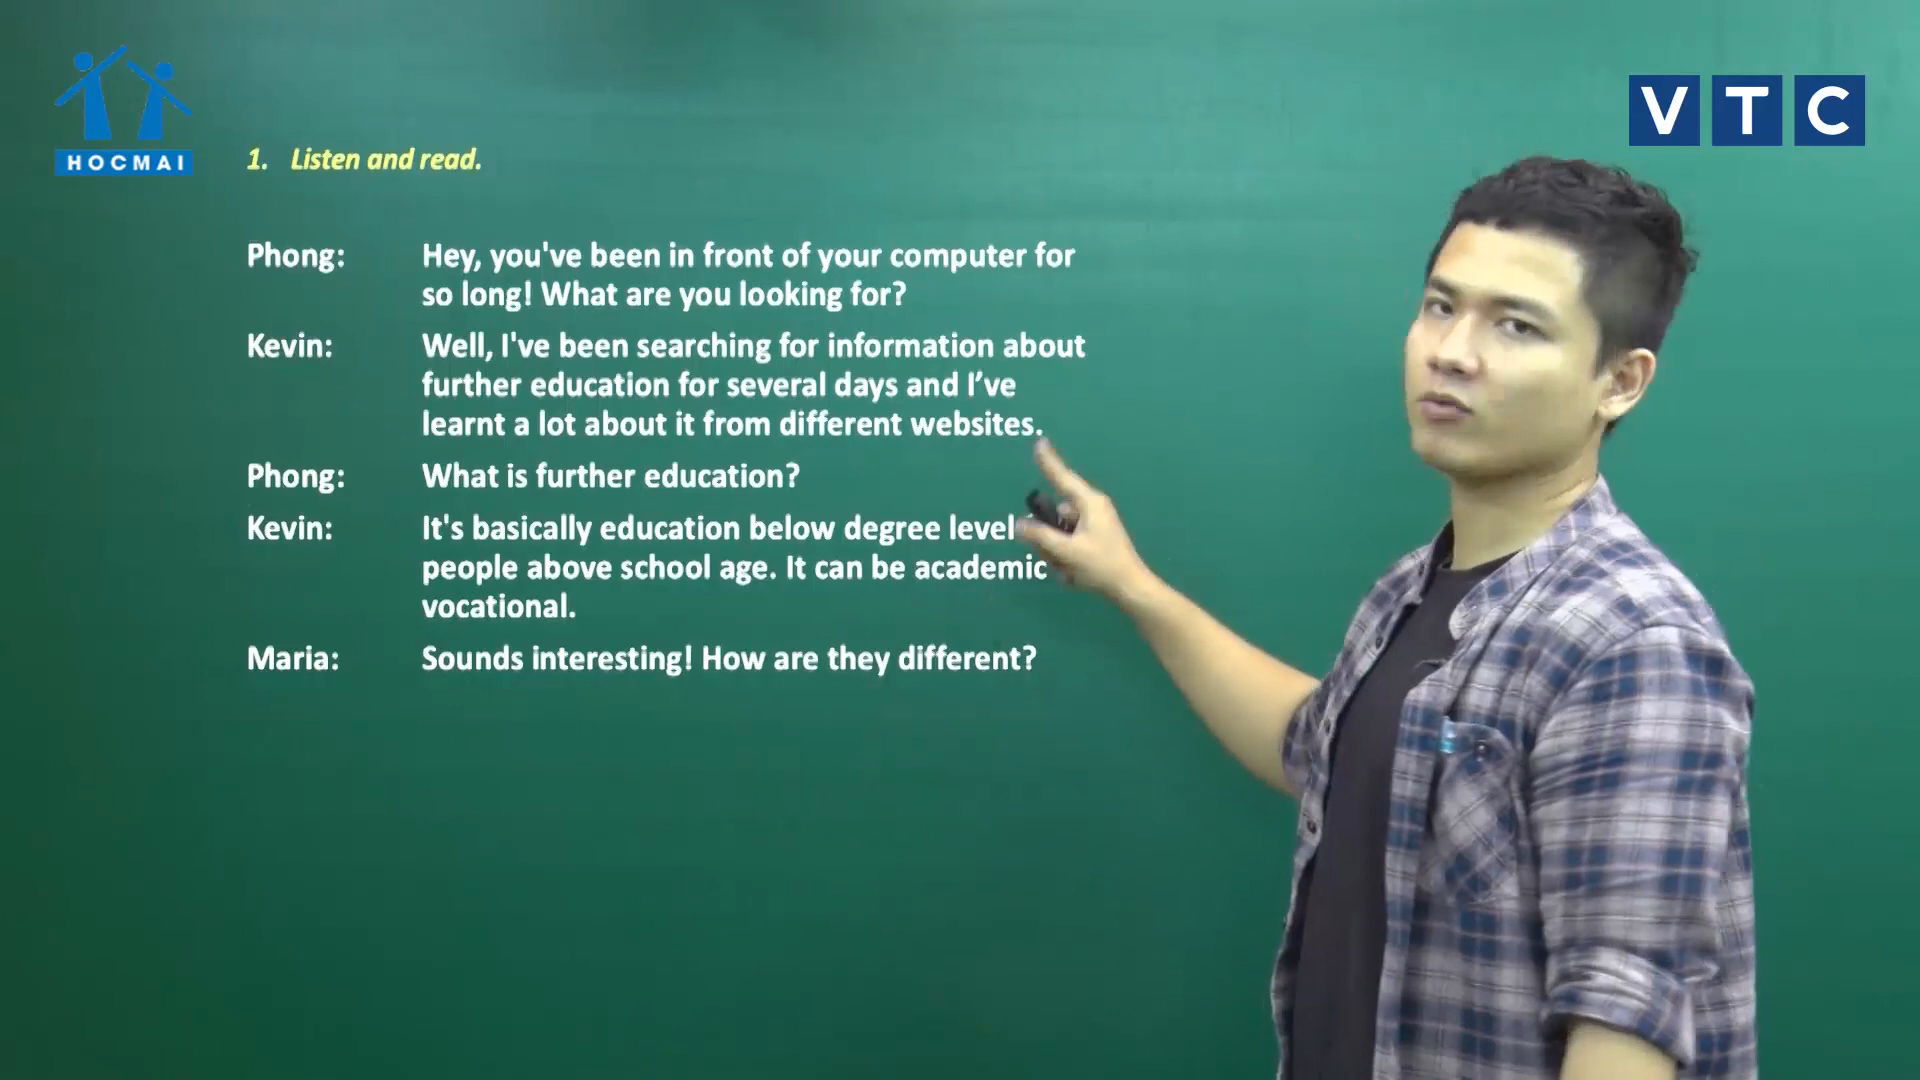 HOCMAI
VTC
1. Listen and read.
Phong: Hey, you've been in front of your computer for
so long! What are you looking for?
Kevin: Well, I've been searching for information about
further education for several days and I’ve
learnt a lot about it from different websites.
Phong: What is further education?
Kevin: It's basically education below degree level
people above school age. It can be academic
vocational.
Maria: Sounds interesting! How are they different?